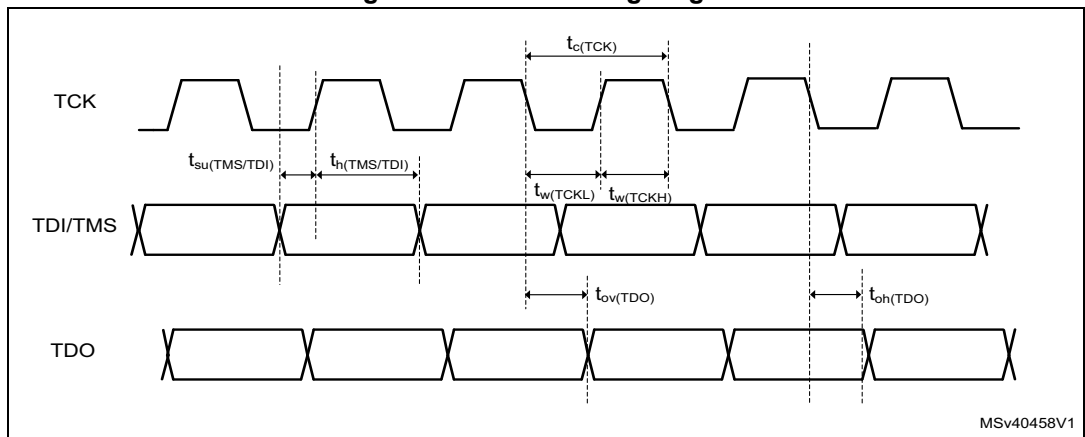 t_c(TCK)
TCK
t_su(TMS/TDI) t_h(TMS/TDI)
t_w(TCKL) t_w(TCKH)
TDI/TMS
t_ov(TDO) t_oh(TDO)
TDO
MSv40458V1